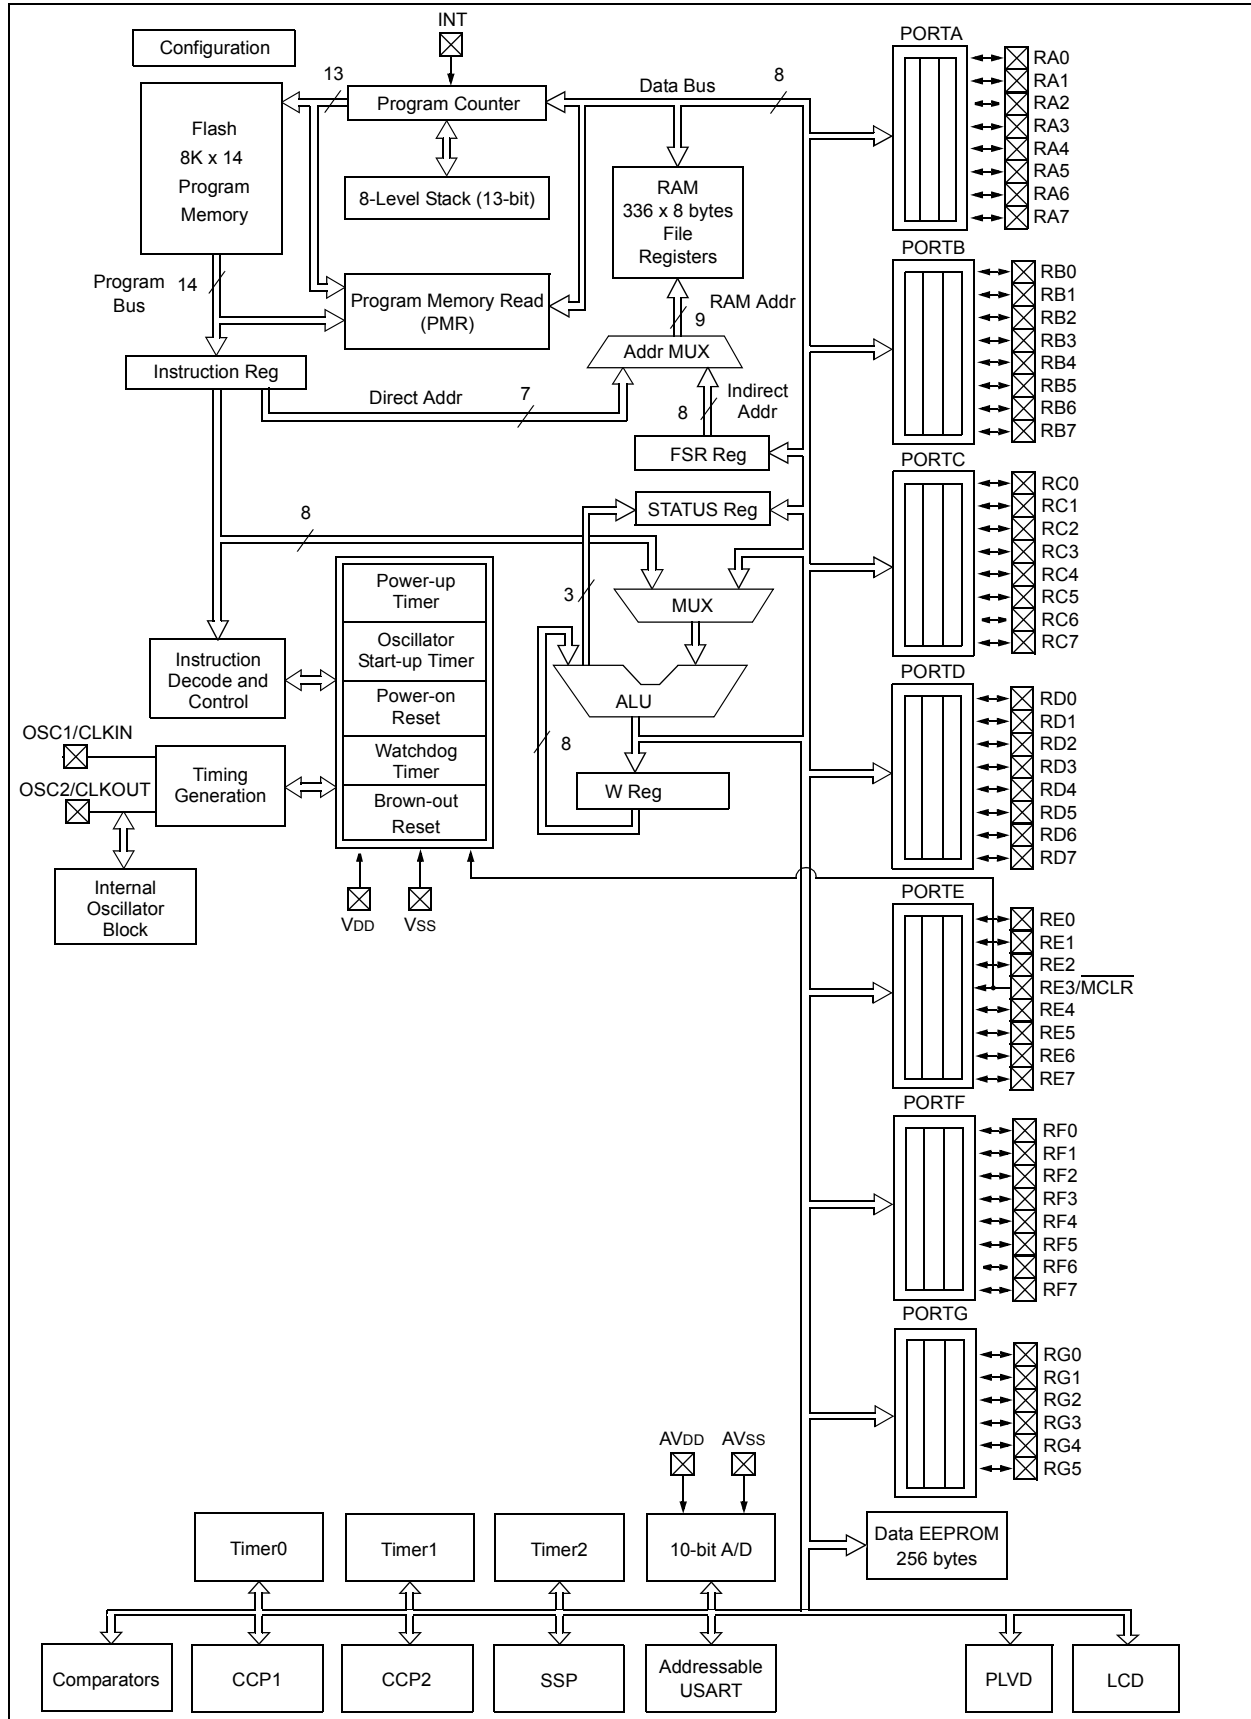 INT
Configuration
13
Program Counter
Data Bus
8
Flash
8K x 14
Program
Memory
8-Level Stack (13-bit)
RAM
336 x 8 bytes
File
Registers
Program
Bus
14
Program Memory Read
(PMR)
RAM Addr
9
Addr MUX
Instruction Reg
Direct Addr
7
Indirect
Addr
8
FSR Reg
STATUS Reg
8
3
MUX
Power-up
Timer
Oscillator
Start-up Timer
Power-on
Reset
Watchdog
Timer
Brown-out
Reset
Instruction
Decode and
Control
ALU
8
W Reg
OSC1/CLKIN
OSC2/CLKOUT
Timing
Generation
Internal
Oscillator
Block
VDD
VSS
PORTA
RA0
RA1
RA2
RA3
RA4
RA5
RA6
RA7
PORTB
RB0
RB1
RB2
RB3
RB4
RB5
RB6
RB7
PORTC
RC0
RC1
RC2
RC3
RC4
RC5
RC6
RC7
PORTD
RD0
RD1
RD2
RD3
RD4
RD5
RD6
RD7
PORTE
RE0
RE1
RE2
RE3/MCLR
RE4
RE5
RE6
RE7
PORTF
RF0
RF1
RF2
RF3
RF4
RF5
RF6
RF7
PORTG
RG0
RG1
RG2
RG3
RG4
RG5
AVDD
AVSS
Timer0
Timer1
Timer2
10-bit A/D
Data EEPROM
256 bytes
Comparators
CCP1
CCP2
SSP
Addressable
USART
PLVD
LCD